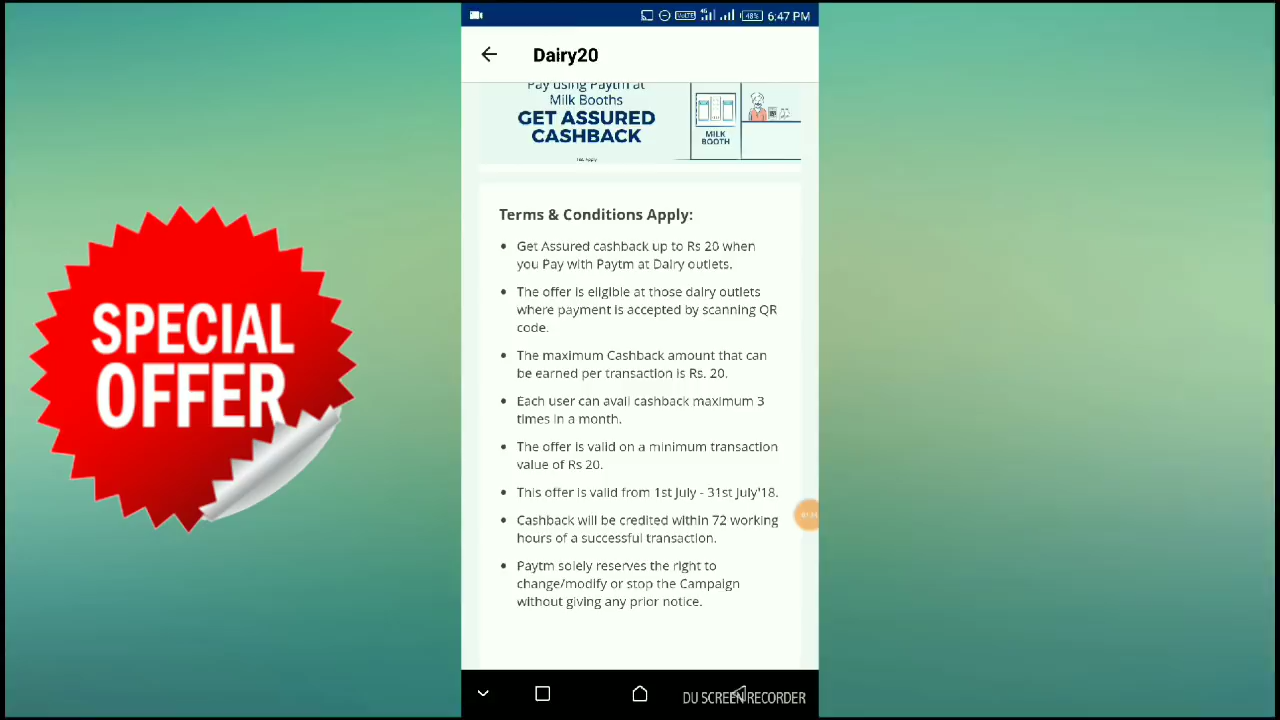 6:47 PM
48%
VoLTE
4G
Dairy20
Pay using Paytm at
Milk Booths
GET ASSURED
CASHBACK
MILK
BOOTH
T&C Apply
SPECIAL
OFFER
Terms & Conditions Apply:
Get Assured cashback up to Rs 20 when
you Pay with Paytm at Dairy outlets.
The offer is eligible at those dairy outlets
where payment is accepted by scanning QR
code.
The maximum Cashback amount that can
be earned per transaction is Rs. 20.
Each user can avail cashback maximum 3
times in a month.
The offer is valid on a minimum transaction
value of Rs 20.
This offer is valid from 1st July - 31st July'18.
Cashback will be credited within 72 working
hours of a successful transaction.
Paytm solely reserves the right to
change/modify or stop the Campaign
without giving any prior notice.
DU SCREEN RECORDER